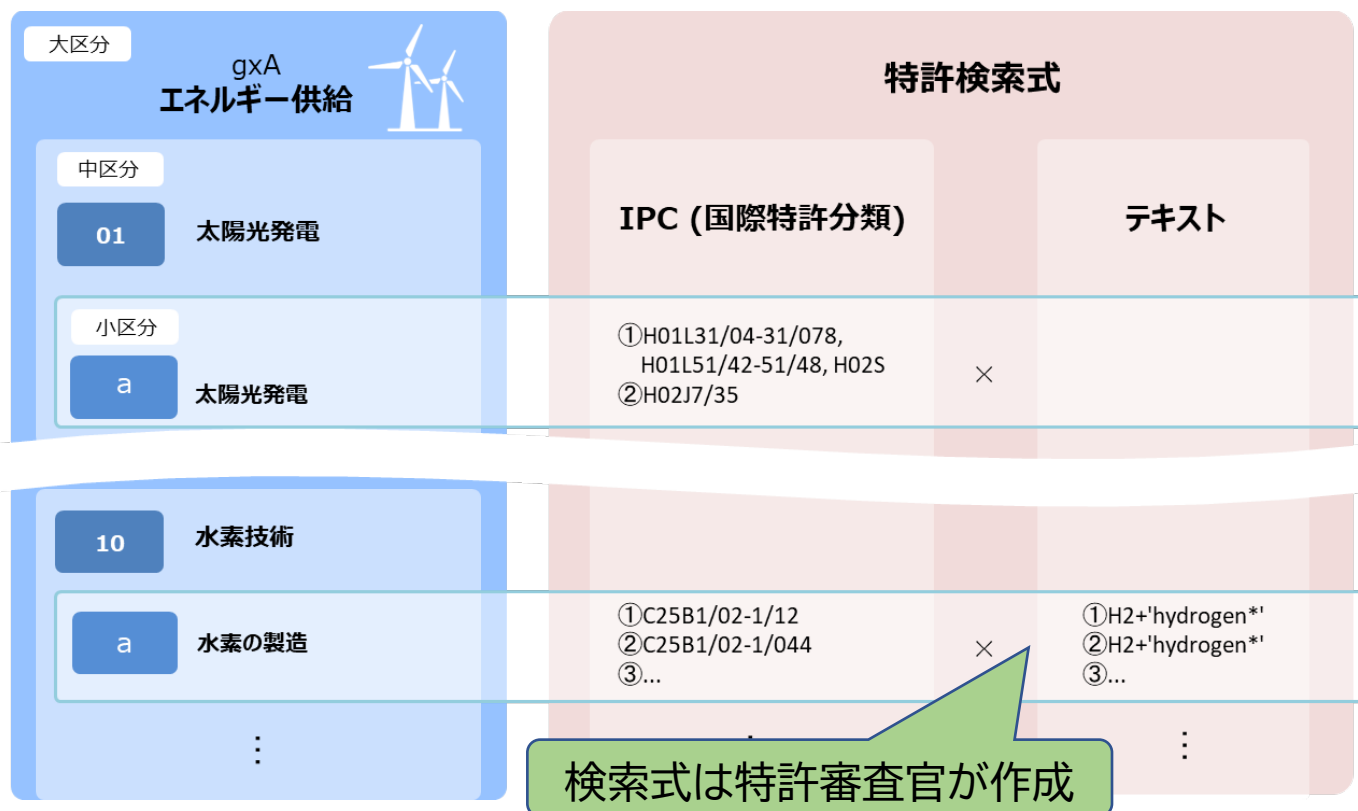 大区分
gxA
エネルギー供給
特許検索式
中区分
01 太陽光発電
IPC (国際特許分類)
テキスト
小区分
a 太陽光発電
①H01L31/04-31/078,
H01L51/42-51/48, H02S
②H02J7/35
×
10 水素技術
a 水素の製造
①C25B1/02-1/12
②C25B1/02-1/044
③...
×
①H2+'hydrogen*'
②H2+'hydrogen*'
③...
⋮
⋮
検索式は特許審査官が作成